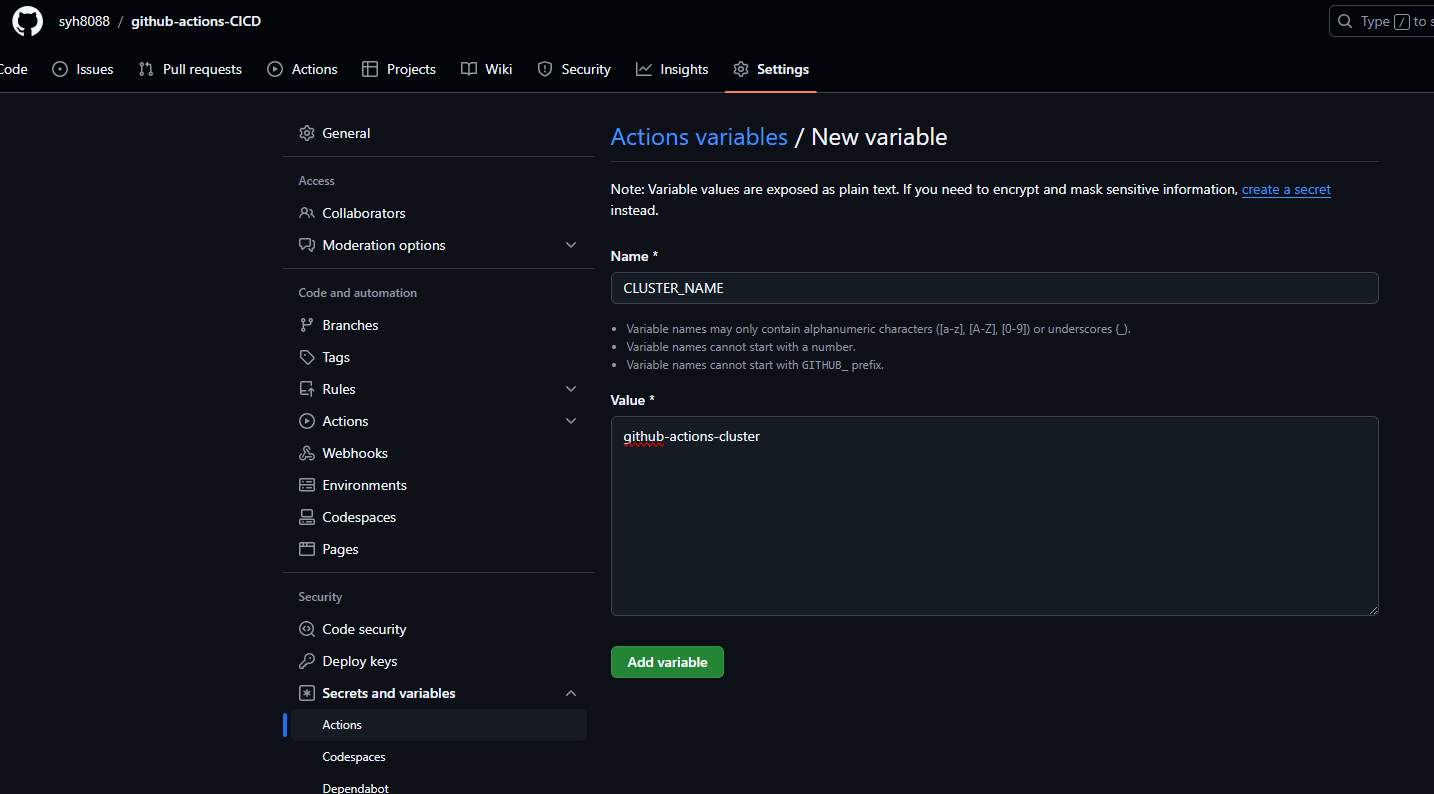 syh8088 / github-actions-CICD
Type / to s
Code Issues Pull requests Actions Projects Wiki Security Insights Settings
General
Access
Collaborators
Moderation options
Code and automation
Branches
Tags
Rules
Actions
Webhooks
Environments
Codespaces
Pages
Security
Code security
Deploy keys
Secrets and variables
Actions
Codespaces
Dependabot
Actions variables / New variable
Note: Variable values are exposed as plain text. If you need to encrypt and mask sensitive information, create a secret
instead.
Name *
CLUSTER_NAME
Variable names may only contain alphanumeric characters ([a-z], [A-Z], [0-9]) or underscores (_).
Variable names cannot start with a number.
Variable names cannot start with GITHUB_ prefix.
Value *
github-actions-cluster
Add variable